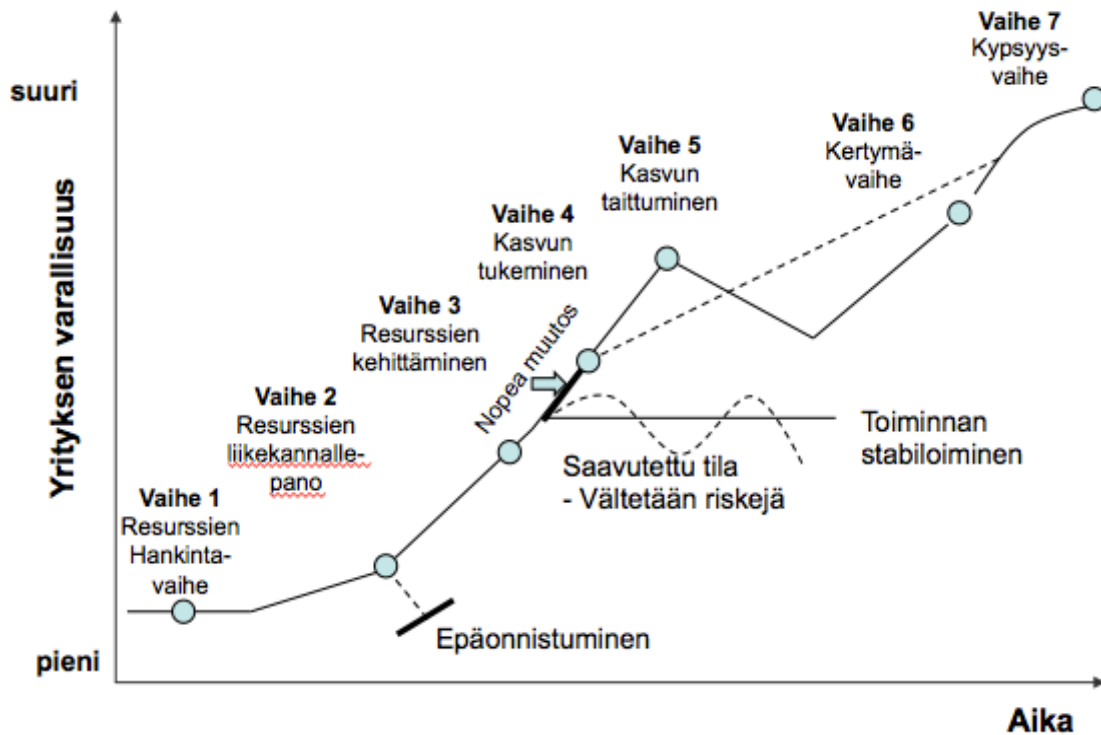 suuri
Yrityksen varallisuus
pieni
Vaihe 1
Resurssien
Hankinta-
vaihe
Vaihe 2
Resurssien
liikekannalle-
pano
Vaihe 3
Resurssien
kehittäminen
Vaihe 4
Kasvun
tukeminen
Vaihe 5
Kasvun
taittuminen
Vaihe 6
Kertymä-
vaihe
Vaihe 7
Kypsyys-
vaihe
Nopea muutos
Saavutettu tila
- Vältetään riskejä
Toiminnan
stabiloiminen
Epäonnistuminen
Aika